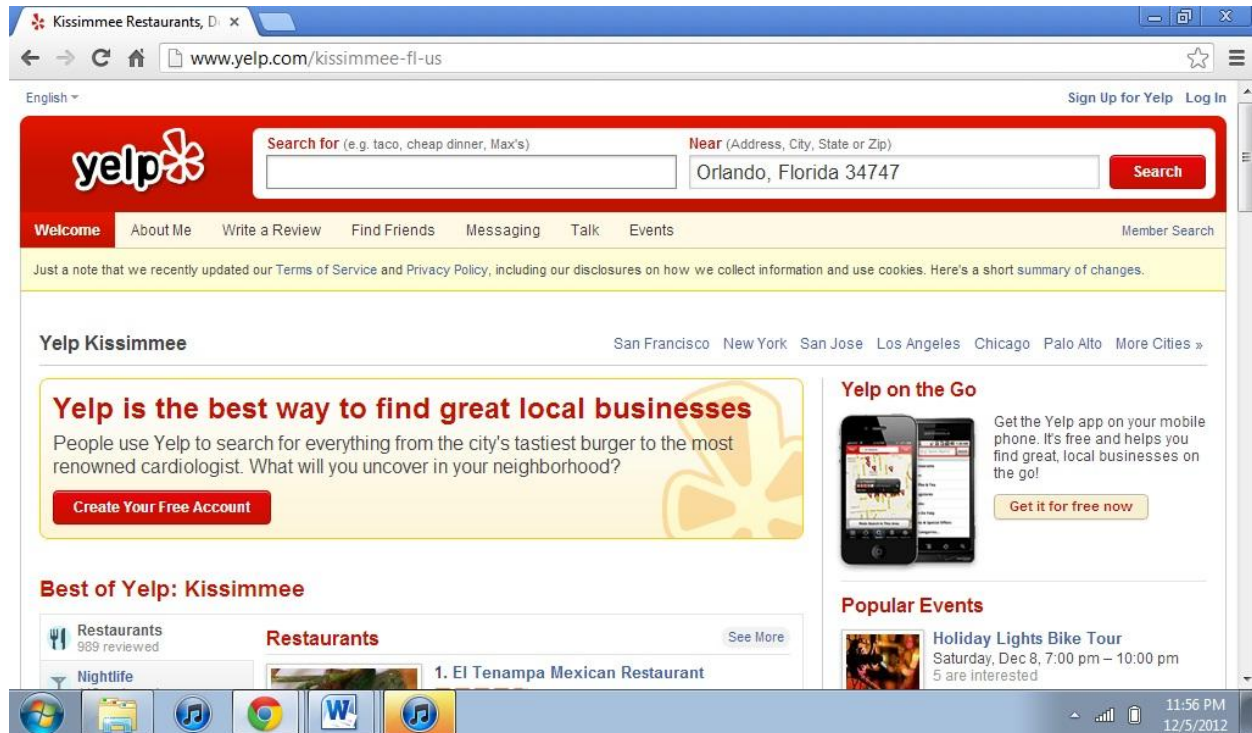 Kissimmee Restaurants, D
www.yelp.com/kissimmee-fl-us
English
Sign Up for Yelp Log In
yelp
Search for (e.g. taco, cheap dinner, Max's)
Near (Address, City, State or Zip)
Orlando, Florida 34747
Search
Welcome About Me Write a Review Find Friends Messaging Talk Events
Member Search
Just a note that we recently updated our Terms of Service and Privacy Policy, including our disclosures on how we collect information and use cookies. Here's a short summary of changes.
Yelp Kissimmee
San Francisco New York San Jose Los Angeles Chicago Palo Alto More Cities »
Yelp is the best way to find great local businesses
People use Yelp to search for everything from the city's tastiest burger to the most
renowned cardiologist. What will you uncover in your neighborhood?
Create Your Free Account
Yelp on the Go
Get the Yelp app on your mobile
phone. It's free and helps you
find great, local businesses on
the go!
Get it for free now
Best of Yelp: Kissimmee
Restaurants
989 reviewed
Nightlife
Restaurants
See More
1. El Tenampa Mexican Restaurant
Popular Events
Holiday Lights Bike Tour
Saturday, Dec 8, 7:00 pm – 10:00 pm
5 are interested
11:56 PM
12/5/2012